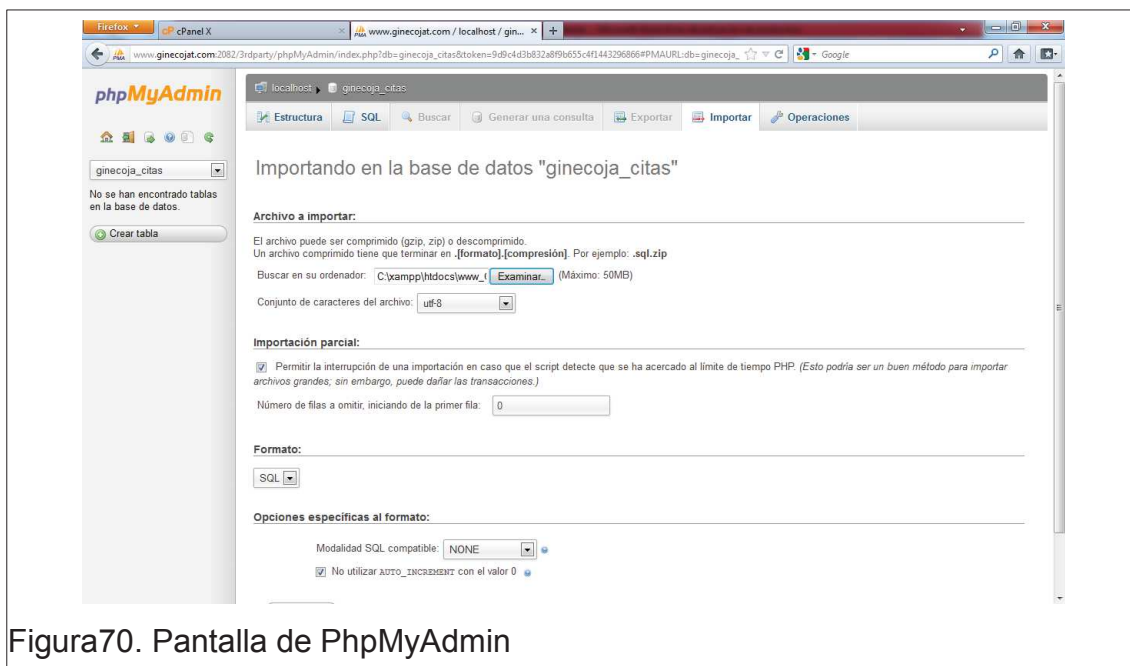 Firefox
cPanel X
www.ginecojat.com / localhost / gin...
www.ginecojat.com:2082/3rdparty/phpMyAdmin/index.php?db=ginecoja_citas&token=9d9c4d3b832a8f9b655c4f1443296866#PMAURL:db=ginecoja_
Google
phpMyAdmin
localhost
ginecoja_citas
Estructura
SQL
Buscar
Generar una consulta
Exportar
Importar
Operaciones
ginecoja_citas
No se han encontrado tablas
en la base de datos.
Crear tabla
Importando en la base de datos "ginecoja_citas"
Archivo a importar:
El archivo puede ser comprimido (gzip, zip) o descomprimido.
Un archivo comprimido tiene que terminar en .[formato].[compresión]. Por ejemplo: .sql.zip
Buscar en su ordenador: C:\xampp\htdocs\www_( Examinar.. (Máximo: 50MB)
Conjunto de caracteres del archivo: utf-8
Importación parcial:
Permitir la interrupción de una importación en caso que el script detecte que se ha acercado al límite de tiempo PHP. (Esto podría ser un buen método para importar
archivos grandes; sin embargo, puede dañar las transacciones.)
Número de filas a omitir, iniciando de la primer fila: 0
Formato:
SQL
Opciones específicas al formato:
Modalidad SQL compatible: NONE
No utilizar AUTO_INCREMENT con el valor 0
Figura70. Pantalla de PhpMyAdmin